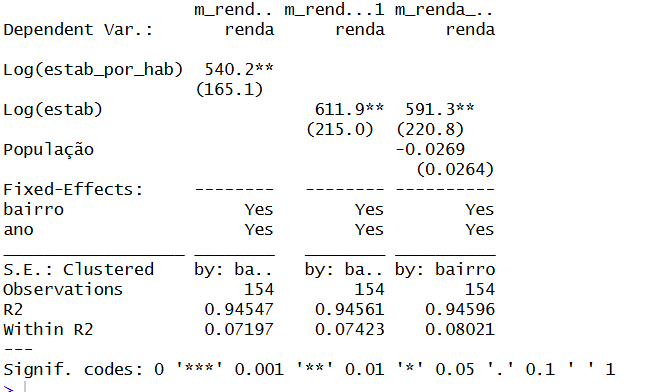 m_rend.. m_rend...1 m_renda_..
Dependent Var.: renda renda renda
Log(estab_por_hab) 540.2**
(165.1)
Log(estab) 611.9** 591.3**
(215.0) (220.8)
População -0.0269
(0.0264)
Fixed-Effects: -------- -------- ----------
bairro Yes Yes Yes
ano Yes Yes Yes
__________________ ________ ________ __________
S.E.: Clustered by: ba.. by: ba.. by: bairro
Observations 154 154 154
R2 0.94547 0.94561 0.94596
Within R2 0.07197 0.07423 0.08021
---
Signif. codes: 0 '***' 0.001 '**' 0.01 '*' 0.05 '.' 0.1 ' ' 1
>